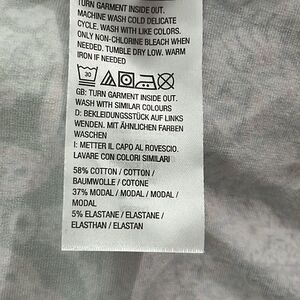 TURN GARMENT INSIDE OUT.
MACHINE WASH COLD DELICATE
CYCLE. WASH WITH LIKE COLORS.
ONLY NON-CHLORINE BLEACH WHEN
NEEDED. TUMBLE DRY LOW. WARM
IRON IF NEEDED
30
GB: TURN GARMENT INSIDE OUT.
WASH WITH SIMILAR COLOURS
D: BEKLEIDUNGSSTÜCK AUF LINKS
WENDEN. MIT ÄHNLICHEN FARBEN
WASCHEN
I: METTERE IL CAPO AL ROVESCIO.
LAVARE CON COLORI SIMILARI
58% COTTON / COTTON /
BAUMWOLLE / COTONE
37% MODAL / MODAL / MODAL /
MODAL
5% ELASTANE / ELASTANE /
ELASTHAN / ELASTAN